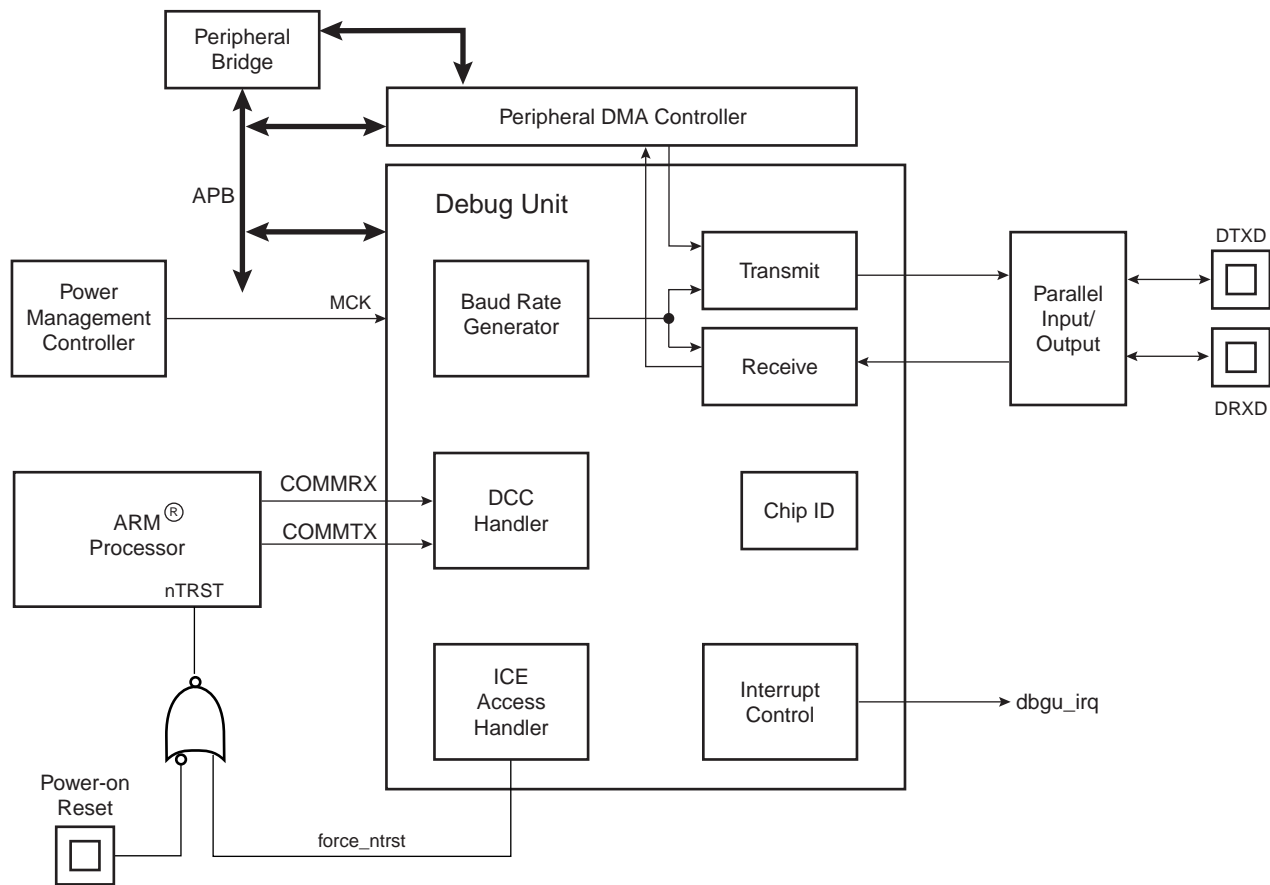 Peripheral
Bridge
Peripheral DMA Controller
APB
Debug Unit
Power
Management
Controller
MCK
Baud Rate
Generator
Transmit
Receive
Parallel
Input/
Output
DTXD
DRXD
ARM®
Processor
nTRST
COMMRX
COMMTX
DCC
Handler
Chip ID
ICE
Access
Handler
Interrupt
Control
dbgu_irq
Power-on
Reset
force_ntrst